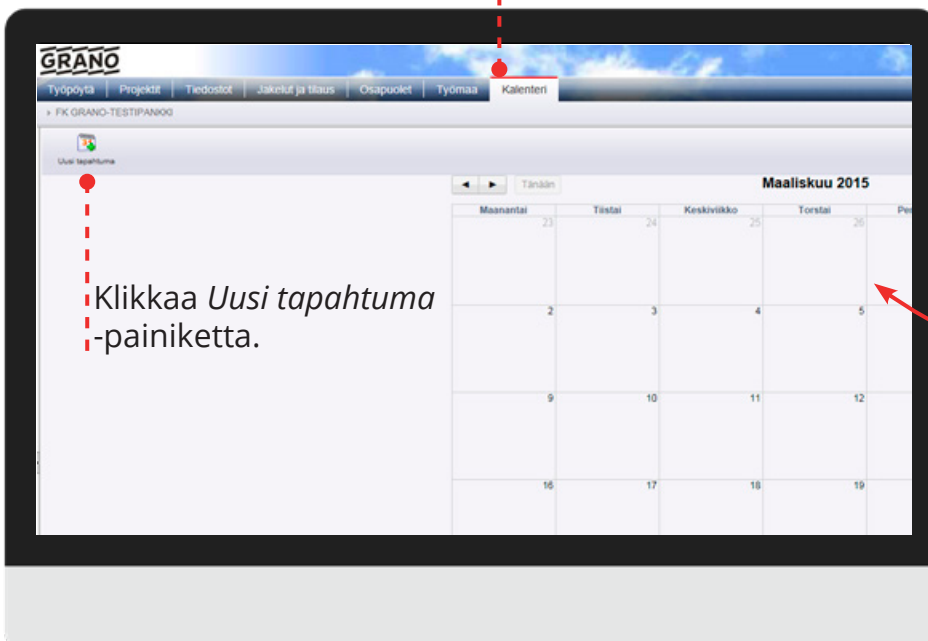 GRANO
Työpöytä Projektit Tiedostot Jakelut ja tilaus Osapuolet Työmaa Kalenteri
FK GRANO-TESTIPANKKI
Uusi tapahtuma
Tänään Maaliskuu 2015
Maanantai Tiistai Keskiviikko Torstai
23 24 25 26
Klikkaa Uusi tapahtuma
-painiketta.
2 3 4 5
9 10 11 12
16 17 18 19